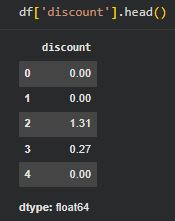 df['discount'].head()
discount
0 0.00
1 0.00
2 1.31
3 0.27
4 0.00
dtype: float64